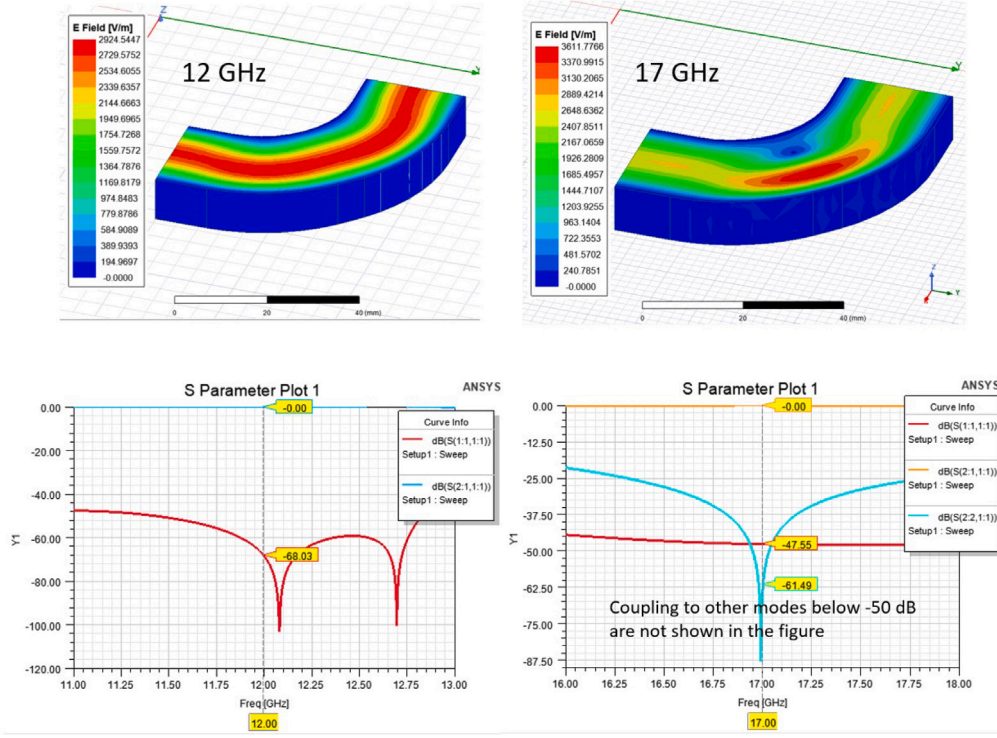 Z
E Field [V/m]
2924.5447
2729.5752
2534.6055
2339.6357
2144.6663
1949.6965
1754.7268
1559.7572
1364.7876
1169.8179
974.8483
779.8786
584.9089
389.9393
194.9697
-0.0000
12 GHz
Y
0
20
40 (mm)
E Field [V/m]
3611.7766
3370.9915
3130.2065
2889.4214
2648.6362
2407.8511
2167.0659
1926.2809
1685.4957
1444.7107
1203.9255
963.1404
722.3553
481.5702
240.7851
-0.0000
17 GHz
Y
Z
Y
0
20
40 (mm)
S Parameter Plot 1
ANSYS
0.00
-20.00
-40.00
-60.00
-80.00
-100.00
-120.00
Y1
-0.00
-68.03
Curve Info
dB(S(1:1,1:1))
Setup1 : Sweep
dB(S(2:1,1:1))
Setup1 : Sweep
11.00 11.25 11.50 11.75 12.00 12.25 12.50 12.75 13.00
Freq [GHz]
12.00
S Parameter Plot 1
ANSYS
0.00
-12.50
-25.00
-37.50
-50.00
-62.50
-75.00
-87.50
Y1
-0.00
-47.55
-61.49
Curve Info
dB(S(1:1,1:1))
Setup1 : Sweep
dB(S(2:1,1:1))
Setup1 : Sweep
dB(S(2:2,1:1))
Setup1 : Sweep
Coupling to other modes below -50 dB
are not shown in the figure
16.00 16.25 16.50 16.75 17.00 17.25 17.50 17.75 18.00
Freq [GHz]
17.00